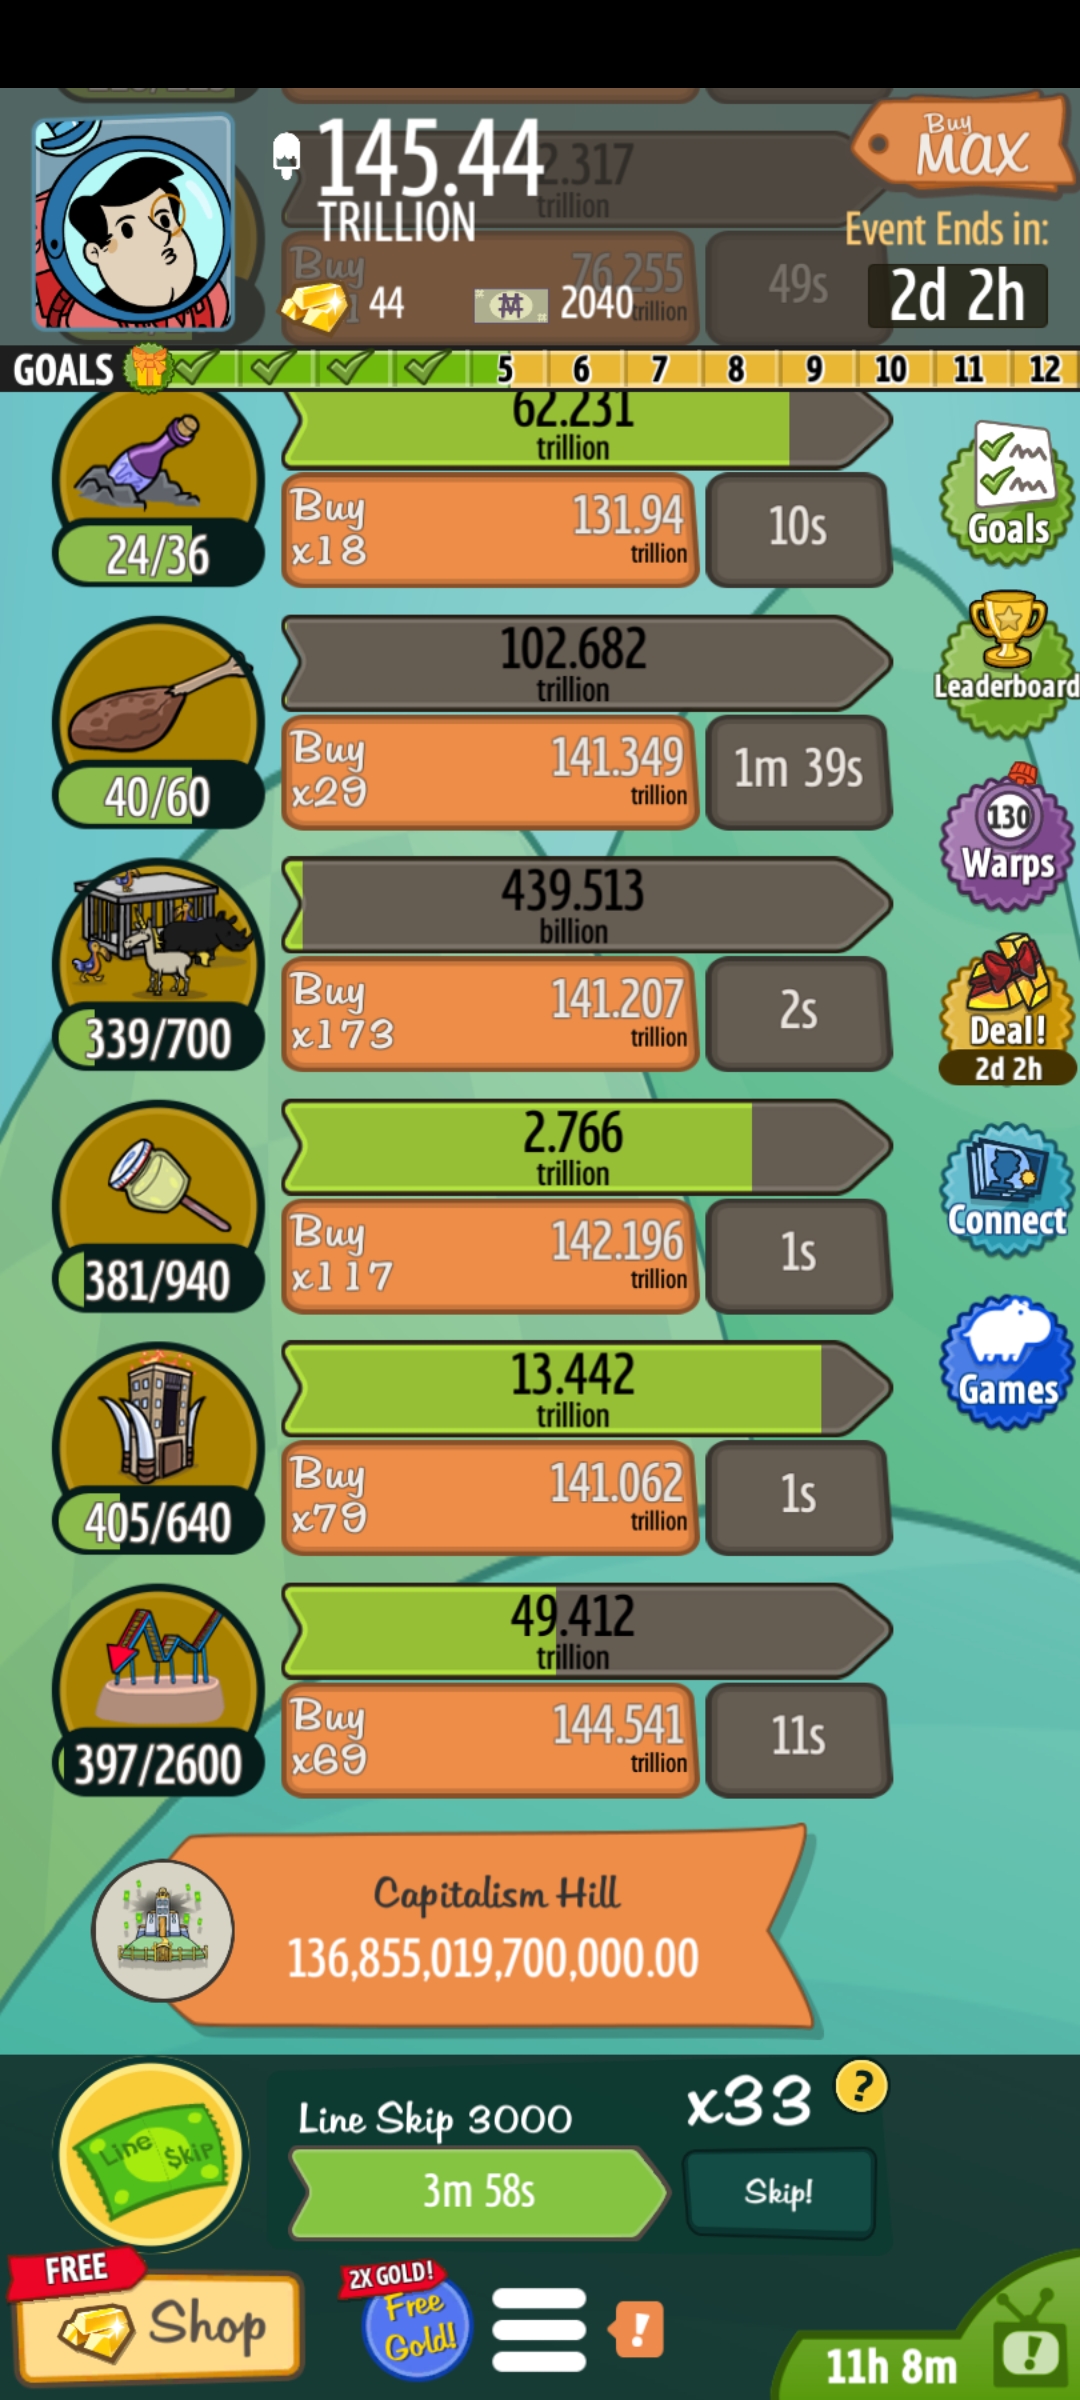 145.44
TRILLION
2.317
trillion
Buy
MAX
Event Ends in:
2d 2h
Buy
76.255
trillion
49s
44
2040
GOALS
5
6
7
8
9
10
11
12
62.231
trillion
24/36
Buy
x18
131.94
trillion
10s
Goals
102.682
trillion
40/60
Buy
x29
141.349
trillion
1m 39s
Leaderboard
130
Warps
439.513
billion
339/700
Buy
x173
141.207
trillion
2s
Deal!
2d 2h
2.766
trillion
381/940
Buy
x117
142.196
trillion
1s
Connect
13.442
trillion
405/640
Buy
x79
141.062
trillion
1s
Games
49.412
trillion
397/2600
Buy
x69
144.541
trillion
11s
Capitalism Hill
136,855,019,700,000.00
Line $kip
Line Skip 3000
x33
?
3m 58s
Skip!
FREE
Shop
2X GOLD!
Free
Gold!
!
11h 8m
!